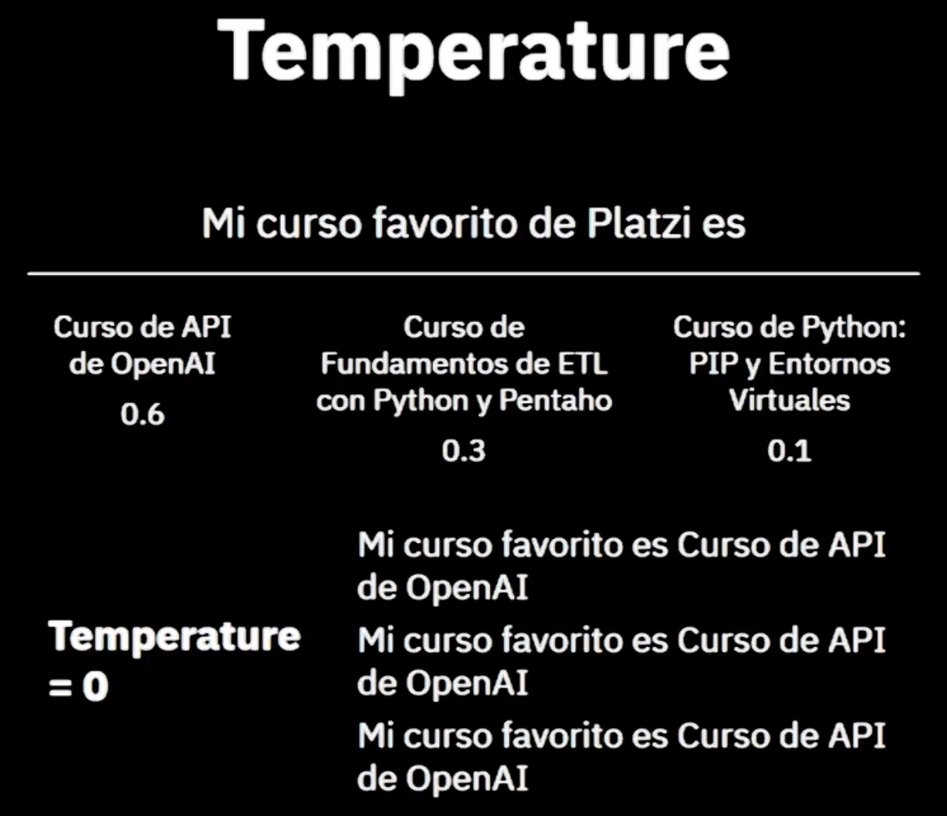 Temperature
Mi curso favorito de Platzi es
Curso de API
de OpenAI
0.6
Curso de
Fundamentos de ETL
con Python y Pentaho
0.3
Curso de Python:
PIP y Entornos
Virtuales
0.1
Temperature
= 0
Mi curso favorito es Curso de API
de OpenAI
Mi curso favorito es Curso de API
de OpenAI
Mi curso favorito es Curso de API
de OpenAI